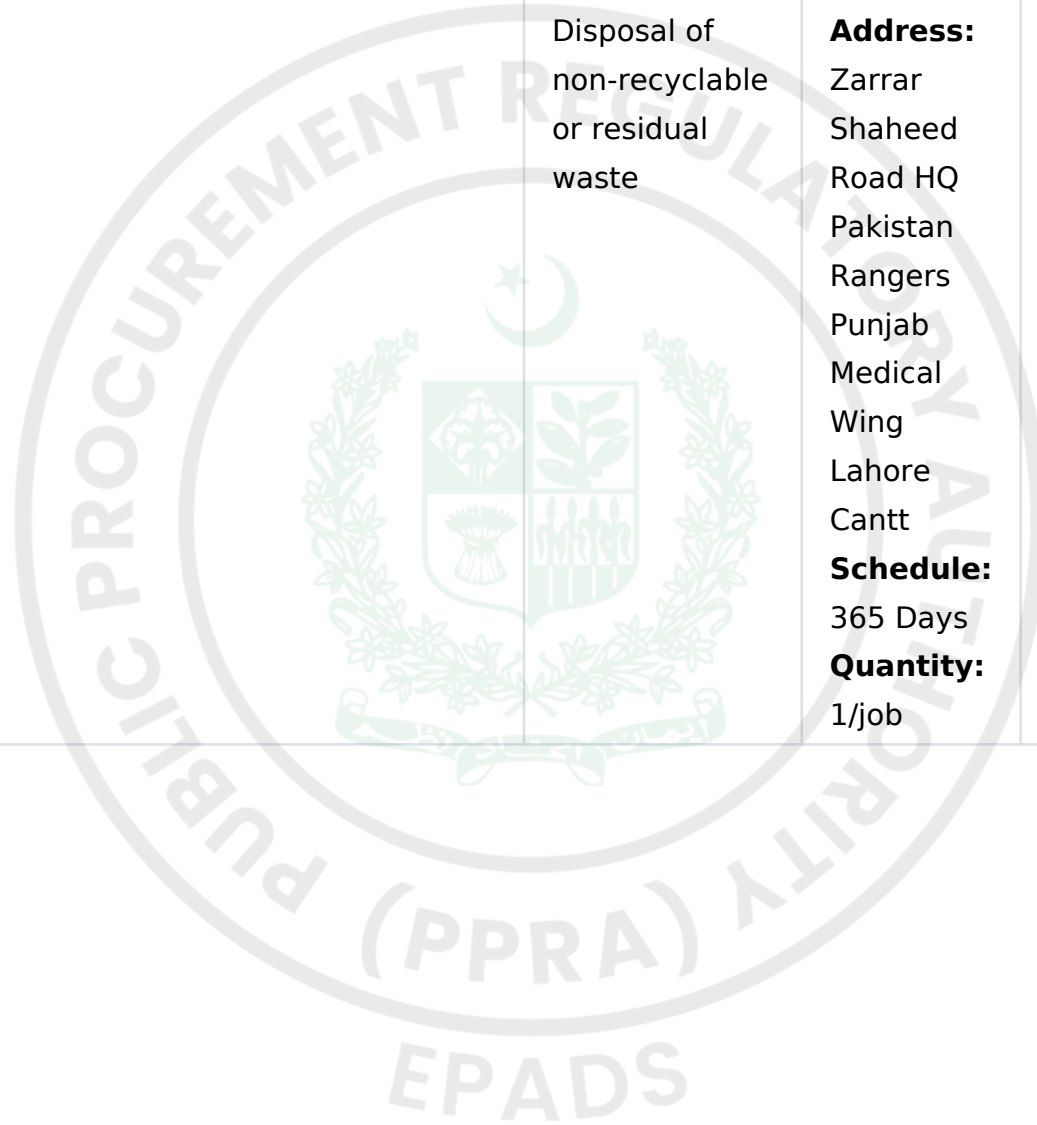 Disposal of
non-recyclable
or residual
waste
Address:
Zarrar
Shaheed
Road HQ
Pakistan
Rangers
Punjab
Medical
Wing
Lahore
Cantt
Schedule:
365 Days
Quantity:
1/job
PUBLIC PROCUREMENT REGULATORY AUTHORITY
(PPRA)
EPADS